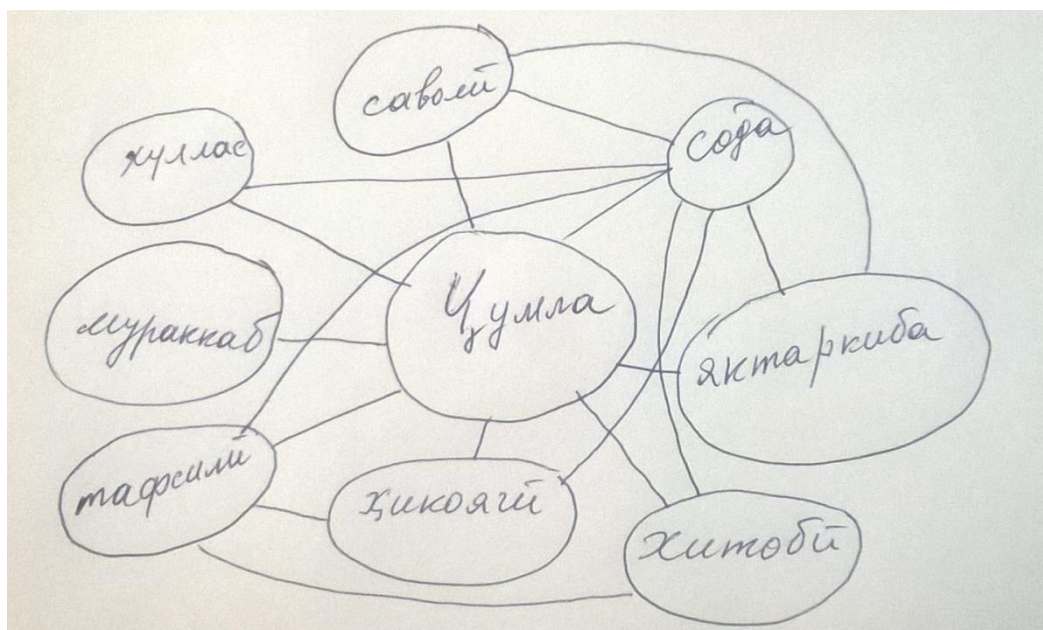 саволӣ
сода
хуллас
Ҷумла
мураккаб
яктаркиба
тафсилӣ
ҳикоягӣ
хитобӣ